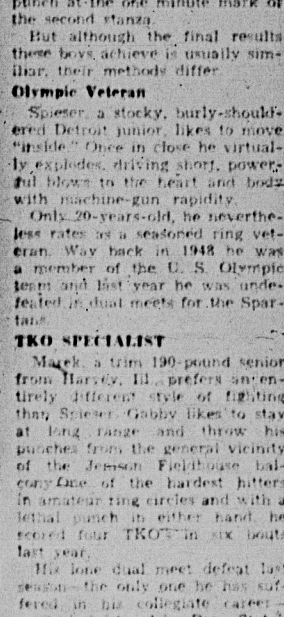 punch at the one minute mark of
the second stanza.
But although the final results
these boys achieve is usually sim-
iliar, their methods differ.
Olympic Veteran
Spieser, a stocky, burly-should-
ered Detroit junior, likes to move
"inside." Once in close he virtual-
ly explodes, driving short, power-
ful blows to the heart and body
with machine-gun rapidity.
Only 20-years-old, he neverthe-
less rates as a seasoned ring vet-
eran. Way back in 1948 he was
a member of the U. S. Olympic
team and last year he was unde-
feated in dual meets for the Spar-
tans.
TKO SPECIALIST
Marek, a trim 190-pound senior
from Harvey, Ill., prefers an en-
tirely different style of fighting
than Spieser. Gabby likes to stay
at long range and throw his
punches from the general vicinity
of the Jenison Fieldhouse bal-
cony. One of the hardest hitters
in amateur ring circles and with a
lethal punch in either hand, he
scored four TKO's in six bouts
last year.
His lone dual meet defeat last
season—the only one he has suf-
fered in his collegiate career—